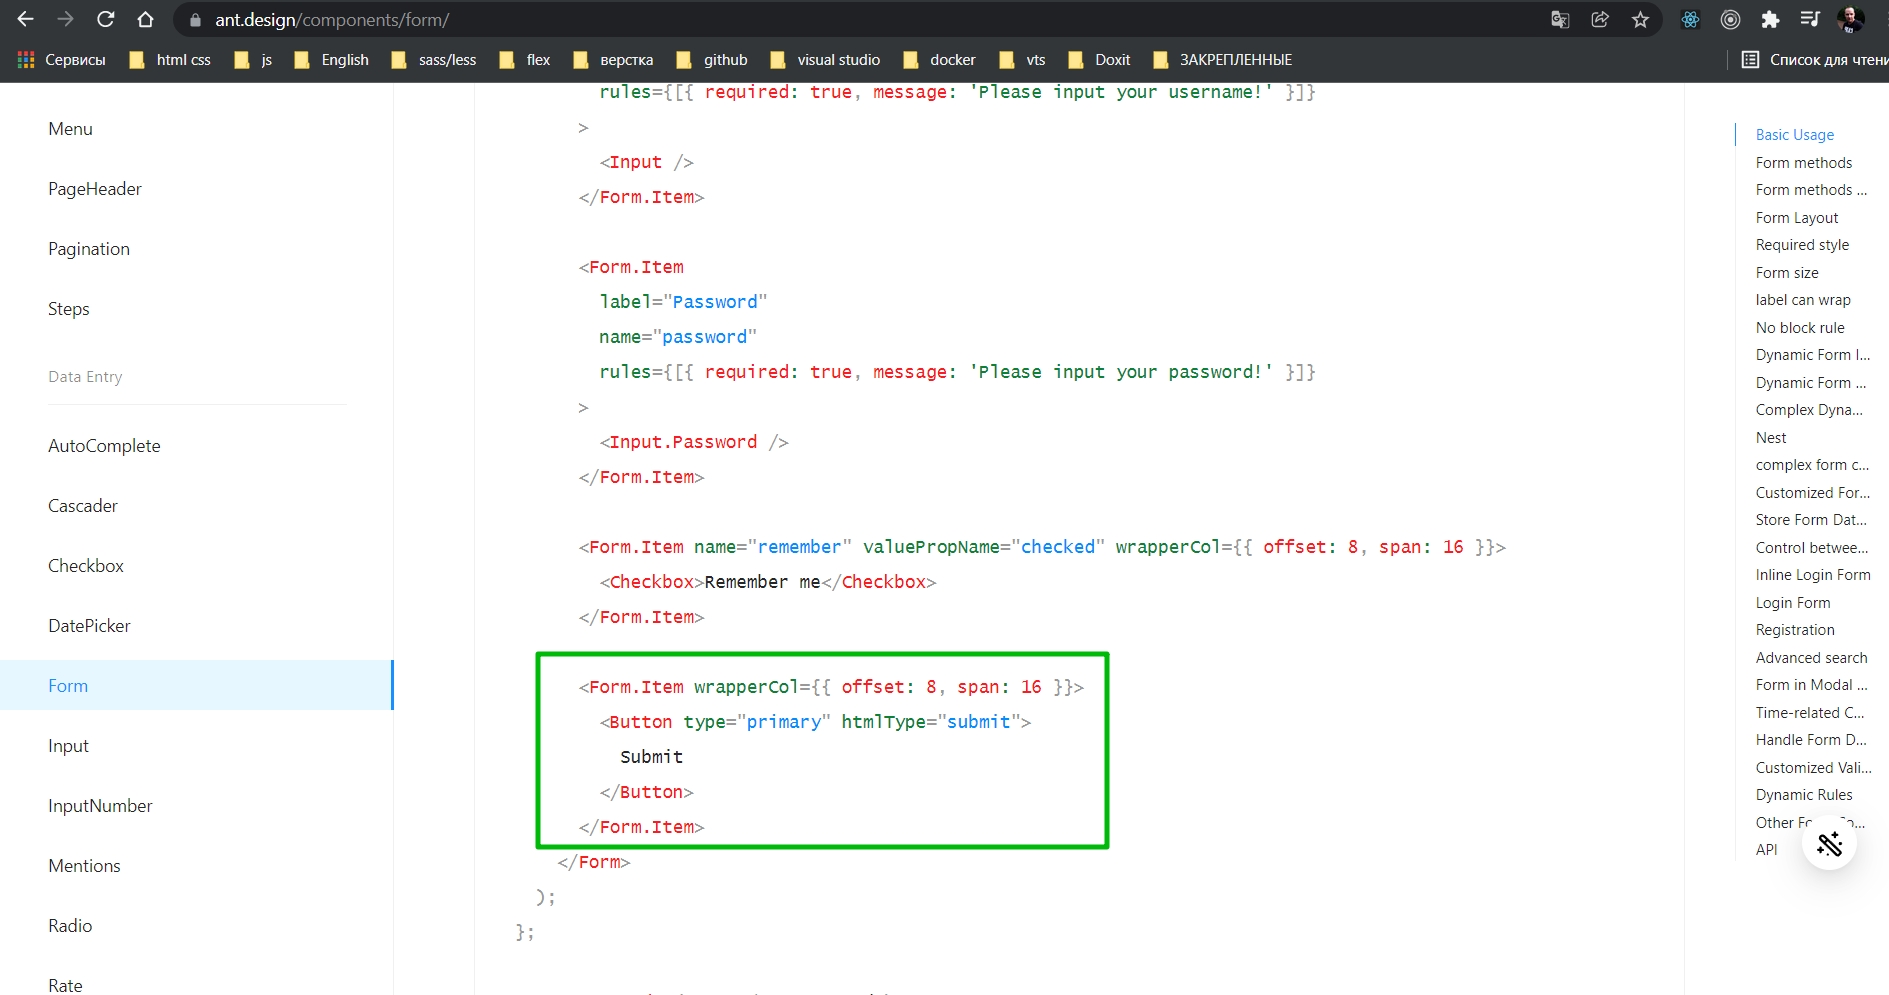 ant.design/components/form/
Сервисы html css js English sass/less flex верстка github visual studio docker vts Doxit ЗАКРЕПЛЕННЫЕ
Menu
PageHeader
Pagination
Steps
Data Entry
AutoComplete
Cascader
Checkbox
DatePicker
Form
Input
InputNumber
Mentions
Radio
Rate
rules={[{ required: true, message: 'Please input your username!' }]}
>
<Input />
</Form.Item>
<Form.Item
label="Password"
name="password"
rules={[{ required: true, message: 'Please input your password!' }]}
>
<Input.Password />
</Form.Item>
<Form.Item name="remember" valuePropName="checked" wrapperCol={{ offset: 8, span: 16 }}>
<Checkbox>Remember me</Checkbox>
</Form.Item>
<Form.Item wrapperCol={{ offset: 8, span: 16 }}>
<Button type="primary" htmlType="submit">
Submit
</Button>
</Form.Item>
</Form>
);
};
Список для
Basic Usage
Form methods
Form methods ...
Form Layout
Required style
Form size
label can wrap
No block rule
Dynamic Form I...
Dynamic Form ...
Complex Dyna...
Nest
complex form c...
Customized For...
Store Form Dat...
Control betwee...
Inline Login Form
Login Form
Registration
Advanced search
Form in Modal ...
Time-related C...
Handle Form D...
Customized Vali...
Dynamic Rules
Other
API